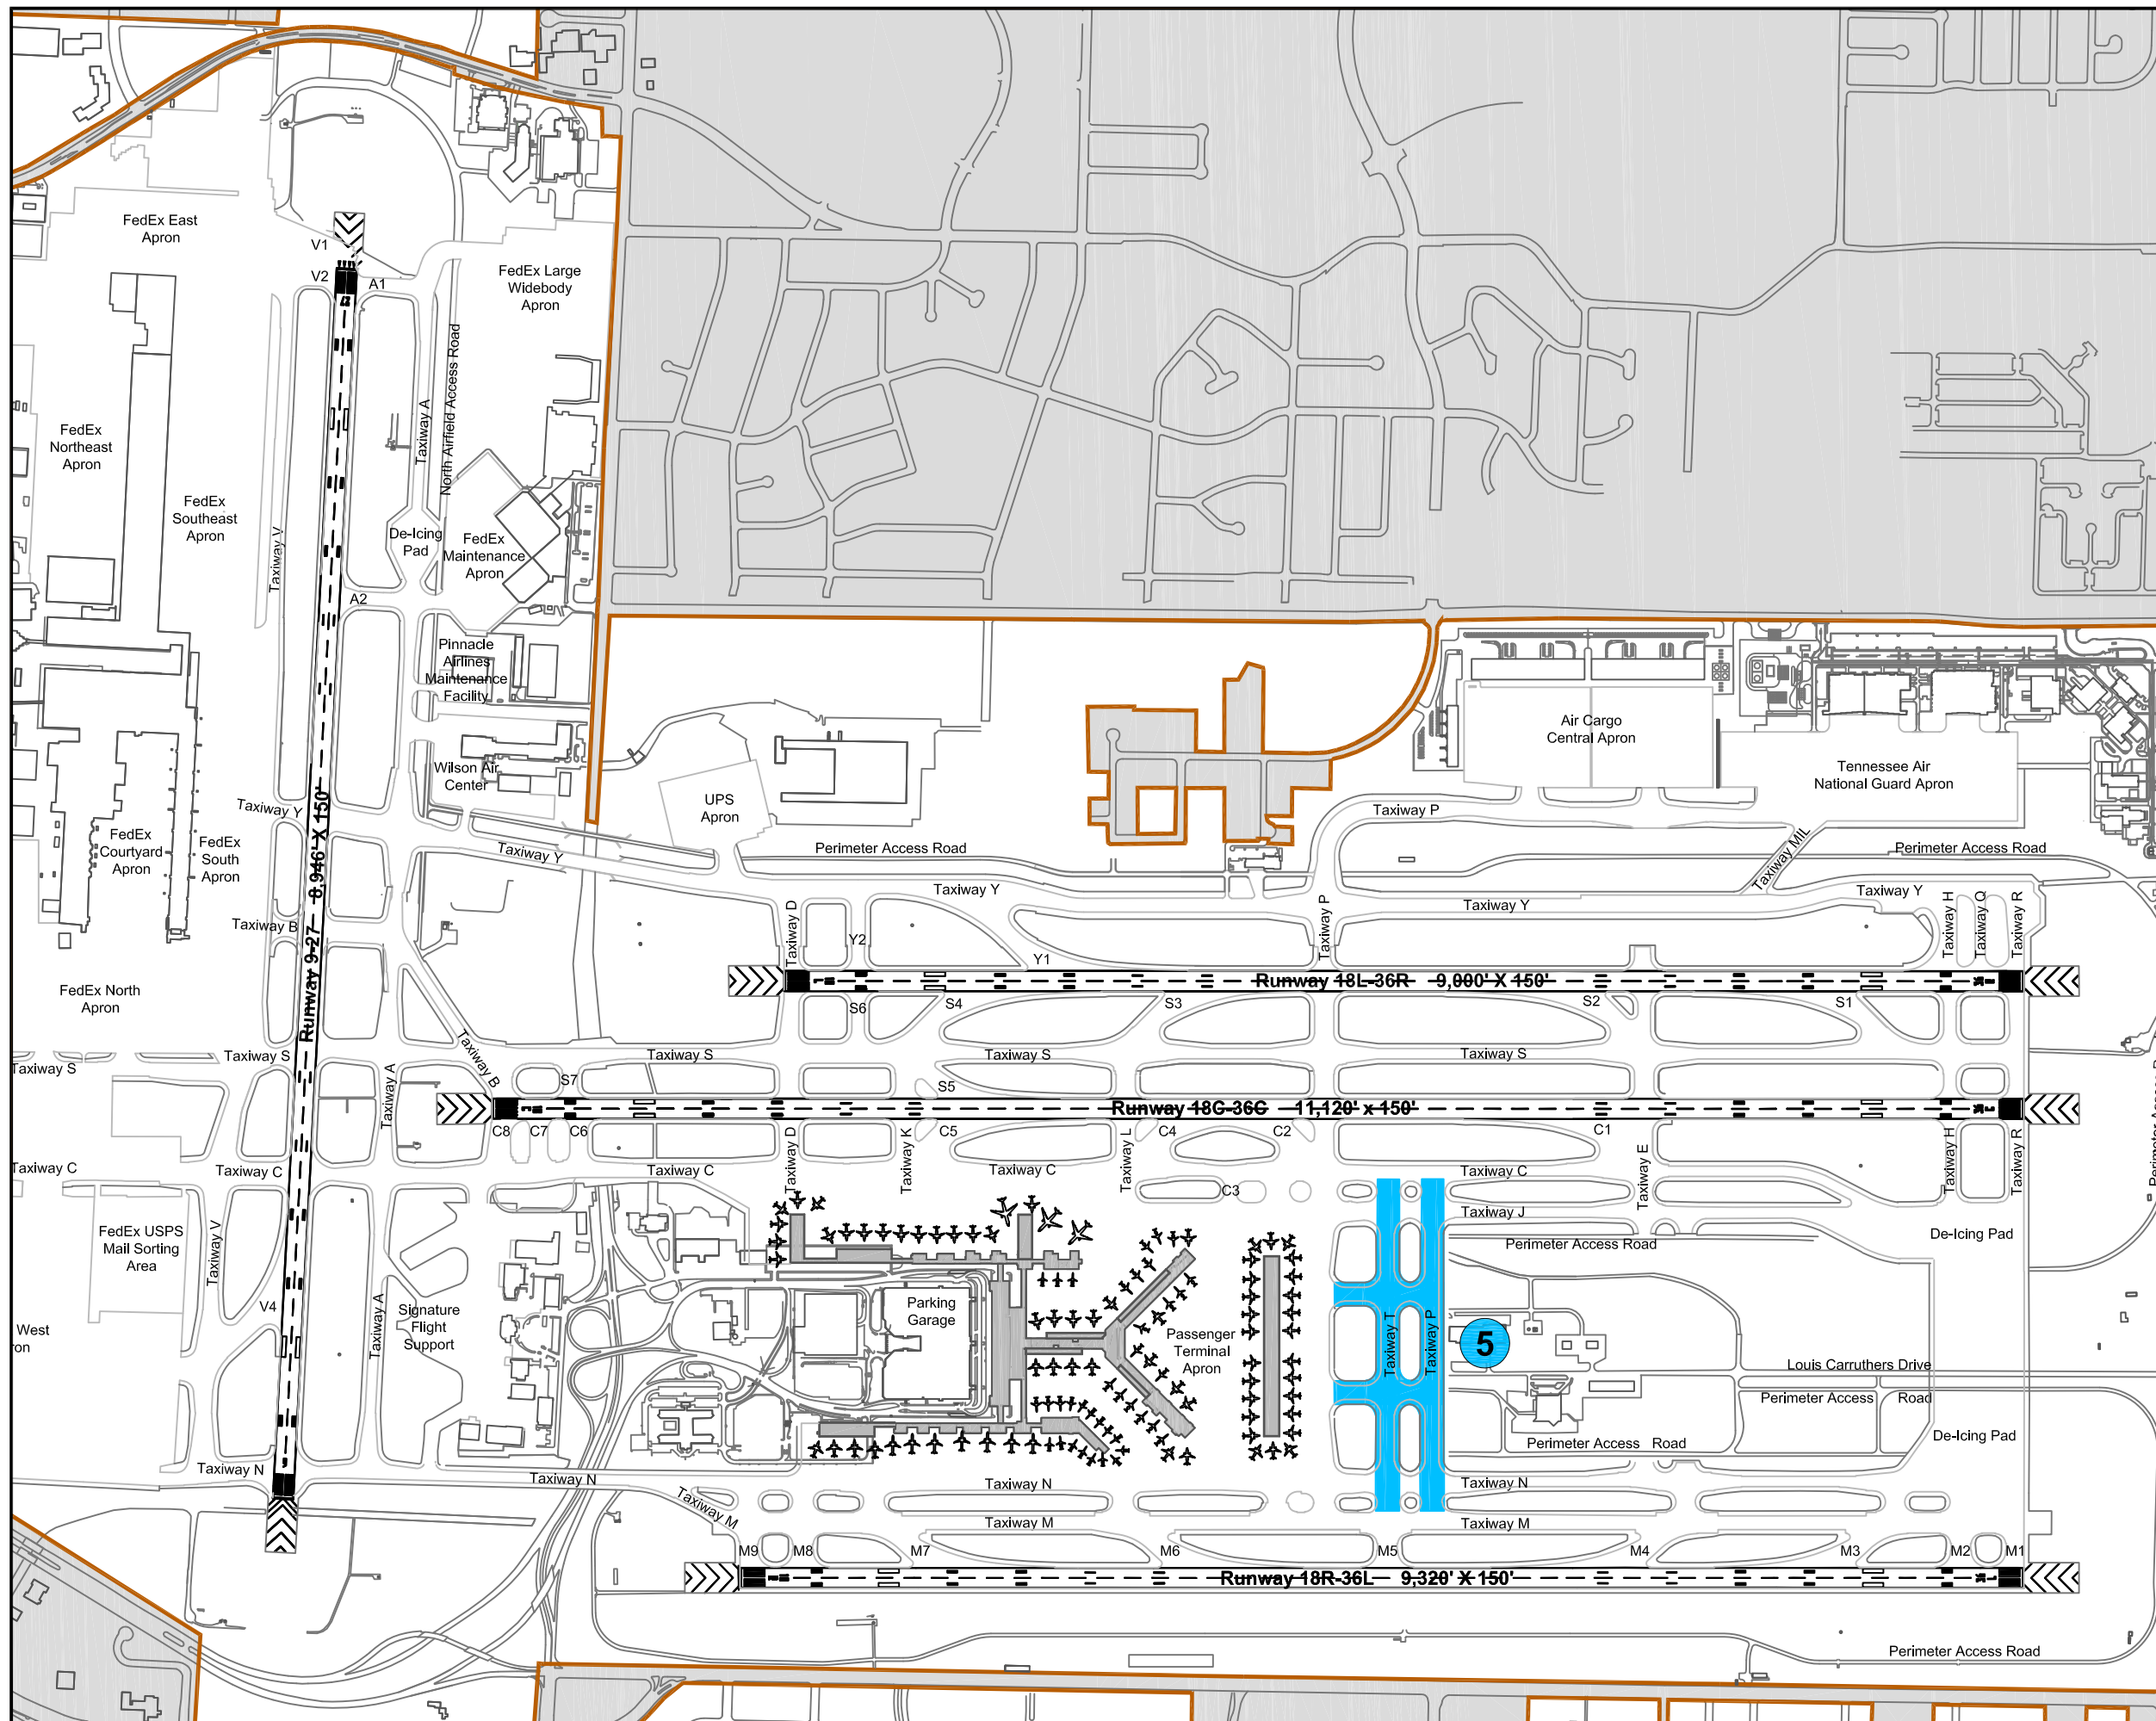 FedEx East
Apron
V1
V2
A1
FedEx Large
Widebody
Apron
North Airfield Access Road
Taxiway A
FedEx
Northeast
Apron
FedEx
Southeast
Apron
Taxiway V
De-Icing
Pad
FedEx
Maintenance
Apron
A2
Pinnacle
Airlines
Maintenance
Facility
Wilson Air
Center
Taxiway Y
FedEx
Courtyard
Apron
FedEx
South
Apron
Taxiway B
FedEx North
Apron
Runway 9-27 8,946' X 150'
Taxiway Y
UPS
Apron
Perimeter Access Road
Air Cargo
Central Apron
Tennessee Air
National Guard Apron
Taxiway P
Taxiway MIL
Perimeter Access Road
Taxiway Y
Taxiway Y
Taxiway Y
Taxiway D
Y2
Y1
Taxiway P
Taxiway H
Taxiway Q
Taxiway R
Runway 18L-36R 9,000' X 150'
S6
S4
S3
S2
S1
Taxiway S
Taxiway S
Taxiway A
Taxiway B
Taxiway S
Taxiway S
Taxiway S
S7
S5
Runway 18C-36C 11,120' x 150'
C8
C7
C6
Taxiway D
Taxiway K
C5
Taxiway L
C4
C2
C1
Taxiway E
Taxiway H
Taxiway R
Taxiway C
Taxiway C
Taxiway C
Taxiway C
Taxiway C
C3
Taxiway J
Perimeter Access Road
De-Icing Pad
FedEx USPS
Mail Sorting
Area
Taxiway V
V4
Taxiway A
Signature
Flight
Support
Parking
Garage
Passenger
Terminal
Apron
Taxiway T
Taxiway P
5
West
Louis Carruthers Drive
Perimeter Access Road
De-Icing Pad
Perimeter Access Road
Taxiway N
Taxiway N
Taxiway N
Taxiway N
Taxiway M
Taxiway M
Taxiway M
M9
M8
M7
M6
M5
M4
M3
M2
M1
Runway 18R-36L 9,320' X 150'
Perimeter Access Road